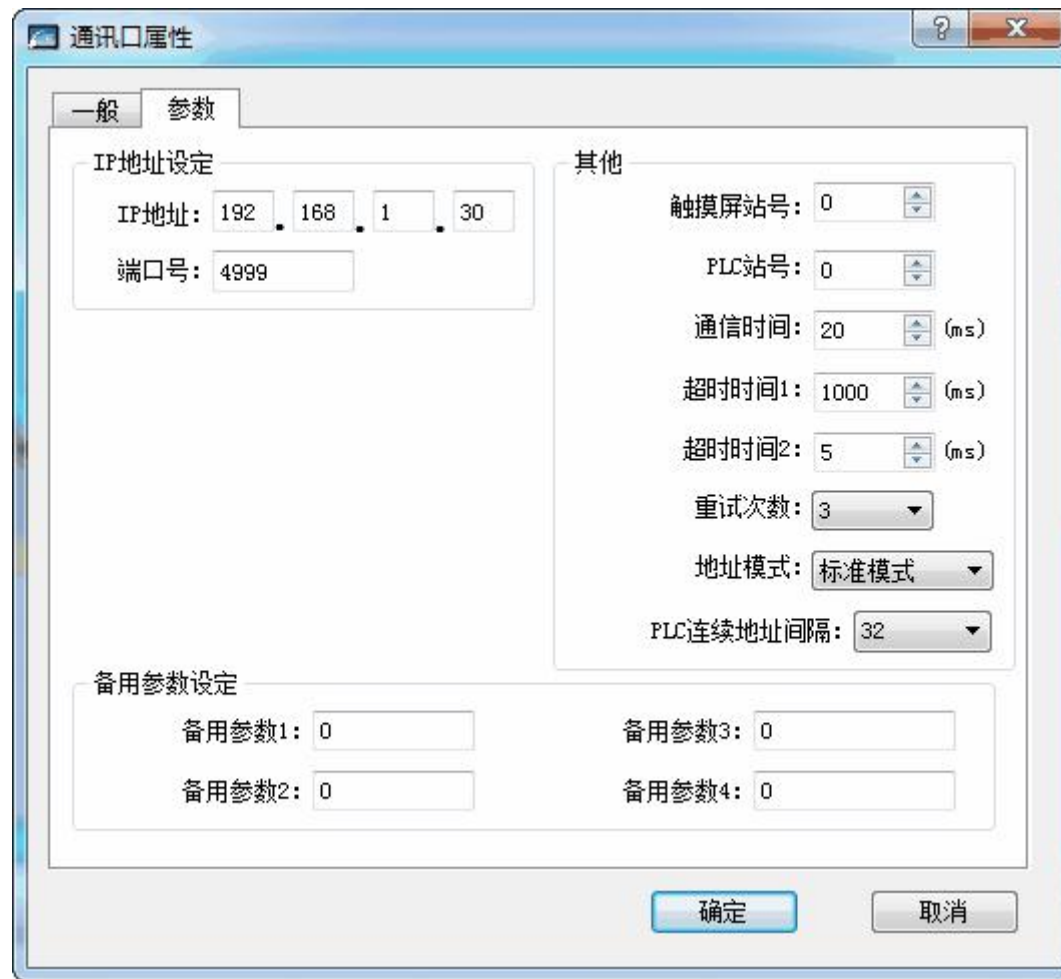 通讯口属性
一般 参数
IP地址设定
IP地址: 192 . 168 . 1 . 30
端口号: 4999
其他
触摸屏站号: 0
PLC站号: 0
通信时间: 20 (ms)
超时时间1: 1000 (ms)
超时时间2: 5 (ms)
重试次数: 3
地址模式: 标准模式
PLC连续地址间隔: 32
备用参数设定
备用参数1: 0 备用参数3: 0
备用参数2: 0 备用参数4: 0
确定 取消